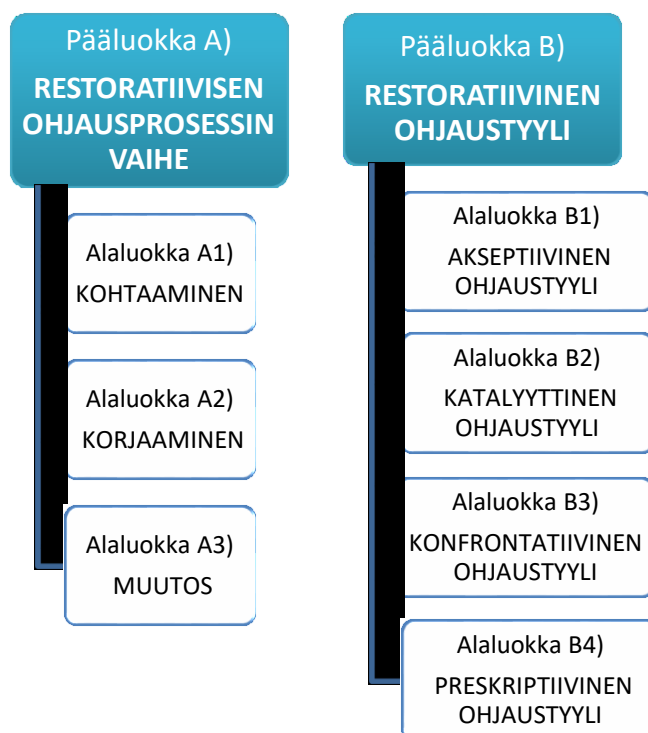 Pääluokka A)
RESTORATIIVISEN
OHJAUSPROSESSIN
VAIHE
Alaluokka A1)
KOHTAAMINEN
Alaluokka A2)
KORJAAMINEN
Alaluokka A3)
MUUTOS
Pääluokka B)
RESTORATIIVINEN
OHJAUSTYYLI
Alaluokka B1)
AKSEPTIIVINEN
OHJAUSTYYLI
Alaluokka B2)
KATALYYTTINEN
OHJAUSTYYLI
Alaluokka B3)
KONFRONTATIIVINEN
OHJAUSTYYLI
Alaluokka B4)
PRESKRIPTIIVINEN
OHJAUSTYYLI